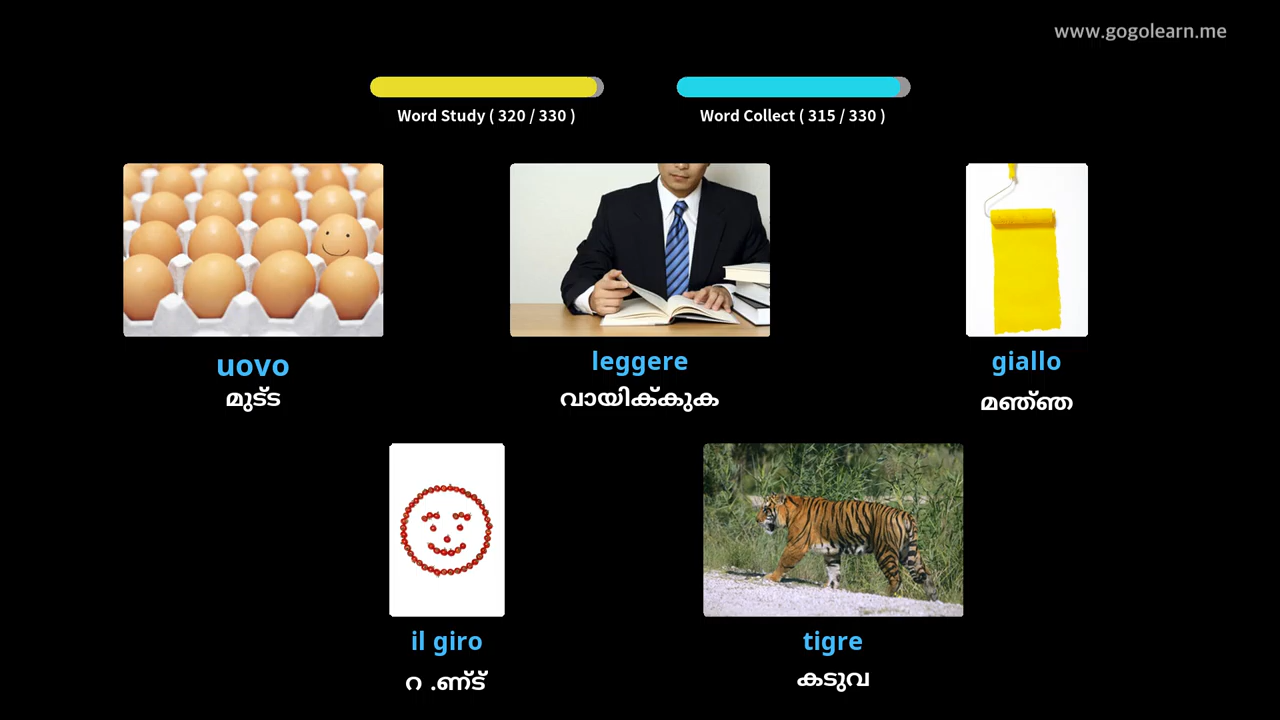 www.gogolearn.me
Word Study ( 320 / 330 )
Word Collect ( 315 / 330 )
uovo
മുട്ട
leggere
വായിക്കുക
giallo
മഞ്ഞ
il giro
റ .ണ്ട്
tigre
കടുവ